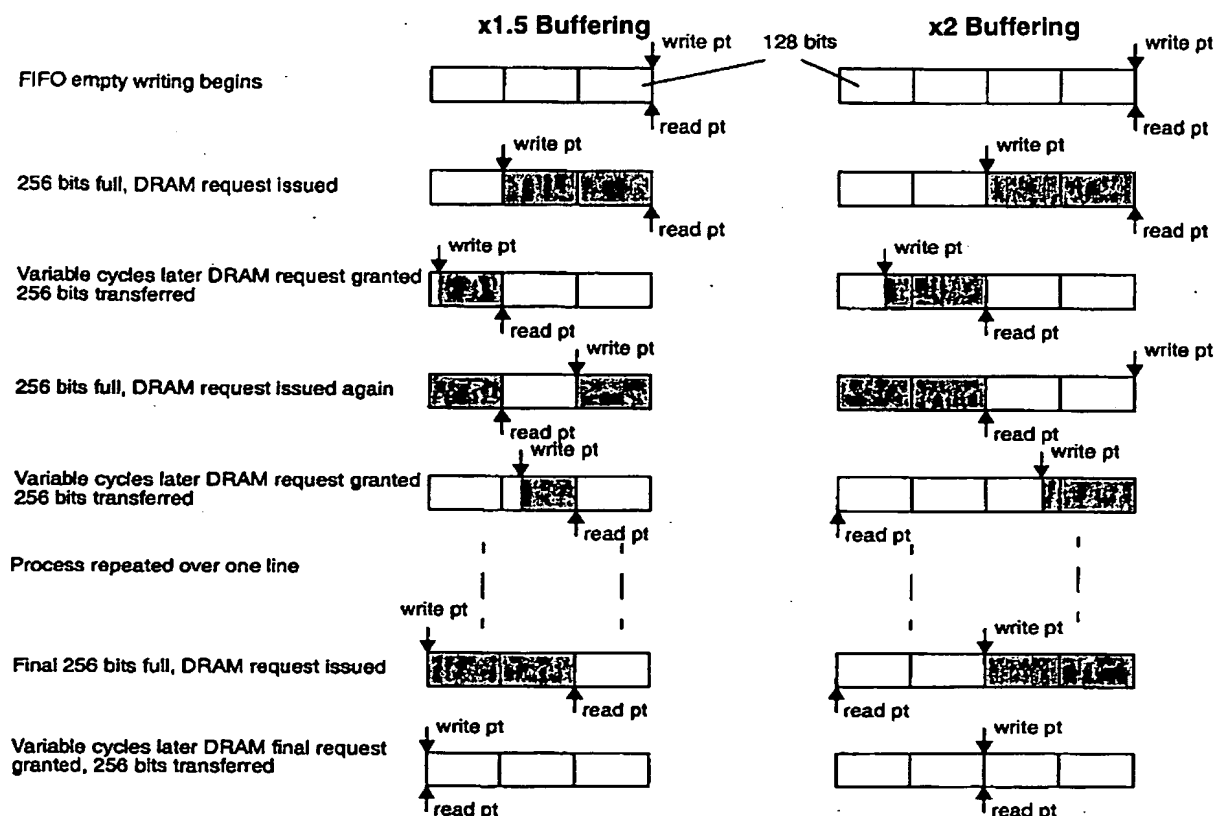 x1.5 Buffering
x2 Buffering
write pt
128 bits
write pt
FIFO empty writing begins
read pt
read pt
write pt
write pt
256 bits full, DRAM request issued
read pt
read pt
write pt
write pt
Variable cycles later DRAM request granted
256 bits transferred
read pt
read pt
write pt
write pt
256 bits full, DRAM request issued again
read pt
read pt
write pt
write pt
Variable cycles later DRAM request granted
256 bits transferred
read pt
read pt
Process repeated over one line
write pt
write pt
Final 256 bits full, DRAM request issued
read pt
read pt
write pt
write pt
Variable cycles later DRAM final request
granted, 256 bits transferred
read pt
read pt